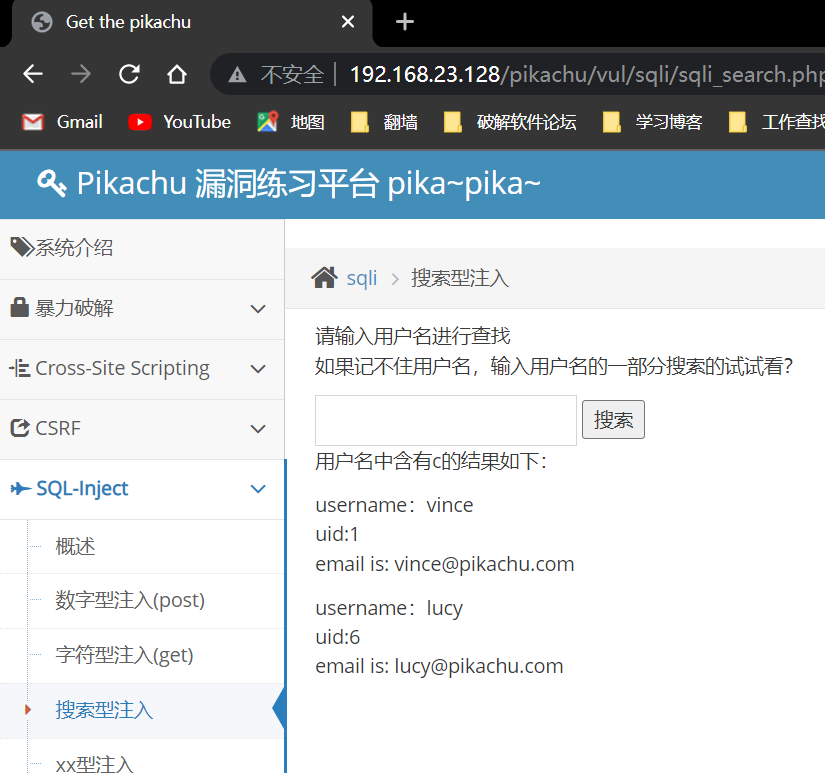 Get the pikachu
不安全 192.168.23.128/pikachu/vul/sqli/sqli_search.php
Gmail YouTube 地图 翻墙 破解软件论坛 学习博客 工作查找
Pikachu 漏洞练习平台 pika~pika~
系统介绍
暴力破解
Cross-Site Scripting
CSRF
SQL-Inject
概述
数字型注入(post)
字符型注入(get)
搜索型注入
xx型注入
sqli 搜索型注入
请输入用户名进行查找
如果记不住用户名，输入用户名的一部分搜索的试试看？
搜索
用户名中含有c的结果如下：
username：vince
uid:1
email is: vince@pikachu.com
username：lucy
uid:6
email is: lucy@pikachu.com